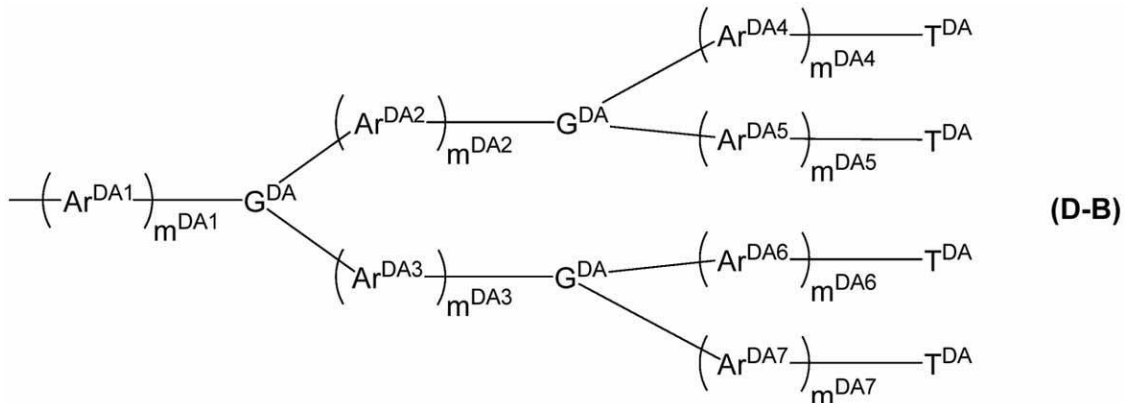 (Ar^DA4)m^DA4 T^DA
(Ar^DA2)m^DA2 G^DA (Ar^DA5)m^DA5 T^DA
(Ar^DA1)m^DA1 G^DA (D-B)
(Ar^DA3)m^DA3 G^DA (Ar^DA6)m^DA6 T^DA
(Ar^DA7)m^DA7 T^DA